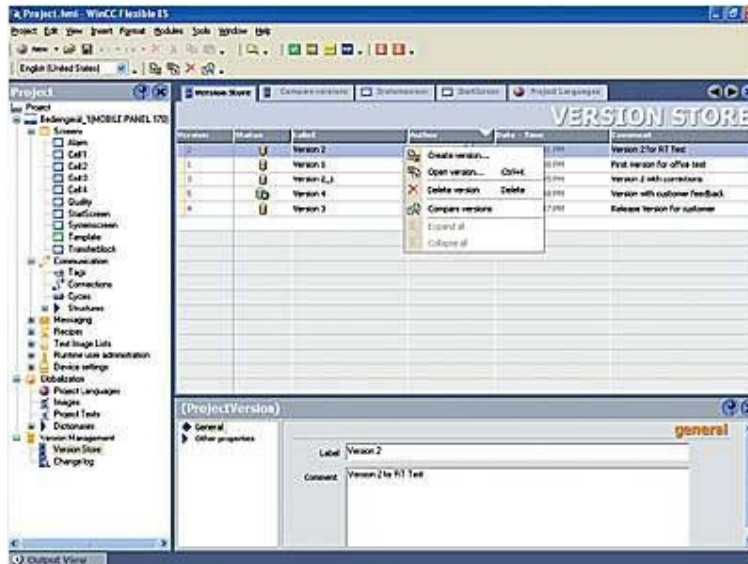 Project.hmi - WinCC Flexible ES
Project Edit View Insert Format Modules Tools Window Help
New
English (United States)
Project
Version Store
Compare versions
Systemscreen
StartScreen
Project Languages
VERSION STORE
Project
Bediengerät_1(MOBILE PANEL 170)
Screens
Alarm
Cell1
Cell2
Cell3
Cell4
Quality
StartScreen
Systemscreen
Template
Transferblock
Communication
Tags
Connections
Cycles
Structures
Messaging
Recipes
Text Image Lists
Runtime user administration
Device settings
Globalization
Project Languages
Images
Project Texts
Dictionaries
Version Management
Version Store
Change log
Version Status Label Author Date - Time Comment
Version 2 Version 2 for RT Test
Version 1 First version for office test
Version 2_1 Version 2 with corrections
Version 4 Version with customer feedback
Version 3 Release Version for customer
Create version...
Open version...
Delete version Delete
Compare versions
Expand all
Collapse all
(ProjectVersion)
General
Other properties
general
Label Version 2
Comment Version 2 for RT Test
Output View